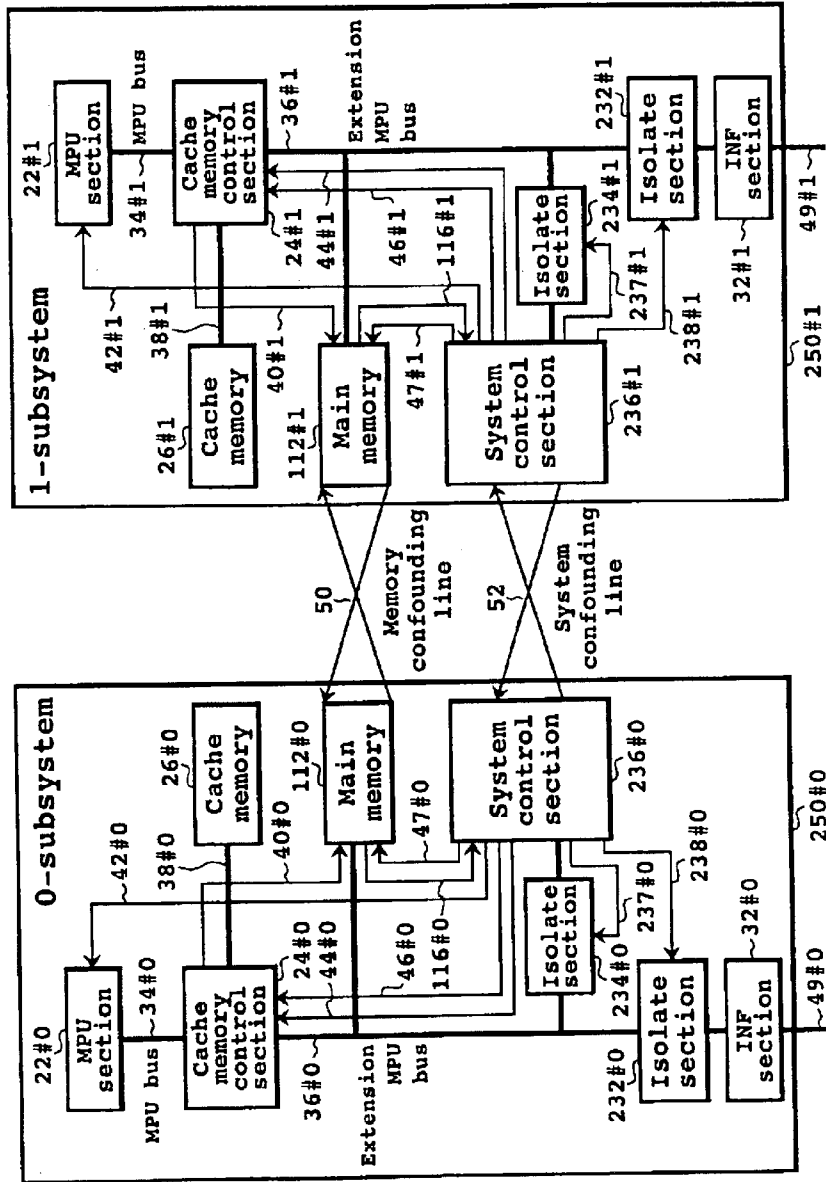 0-subsystem
22#0
MPU
section
34#0
MPU bus
42#0
Cache
memory
control
section
24#0
38#0
26#0
Cache
memory
40#0
44#0
36#0
Extension
MPU
bus
46#0
112#0
Main
memory
47#0
116#0
System
control
section
236#0
Isolate
section
234#0
237#0
238#0
232#0
Isolate
section
INF
section
32#0
49#0
250#0
50
Memory
confounding
line
52
System
confounding
line
1-subsystem
22#1
MPU
section
34#1
MPU bus
42#1
Cache
memory
control
section
24#1
38#1
26#1
Cache
memory
40#1
44#1
36#1
Extension
MPU
bus
46#1
112#1
Main
memory
47#1
116#1
System
control
section
236#1
Isolate
section
234#1
237#1
238#1
232#1
Isolate
section
INF
section
32#1
49#1
250#1